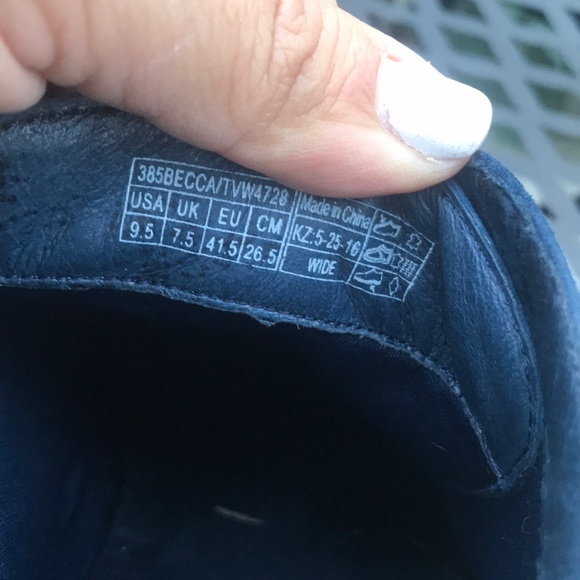 385BECCA/TVW4728
USA UK EU CM
9.5 7.5 41.5 26.5
Made in China
KZ:5-25-16
WIDE